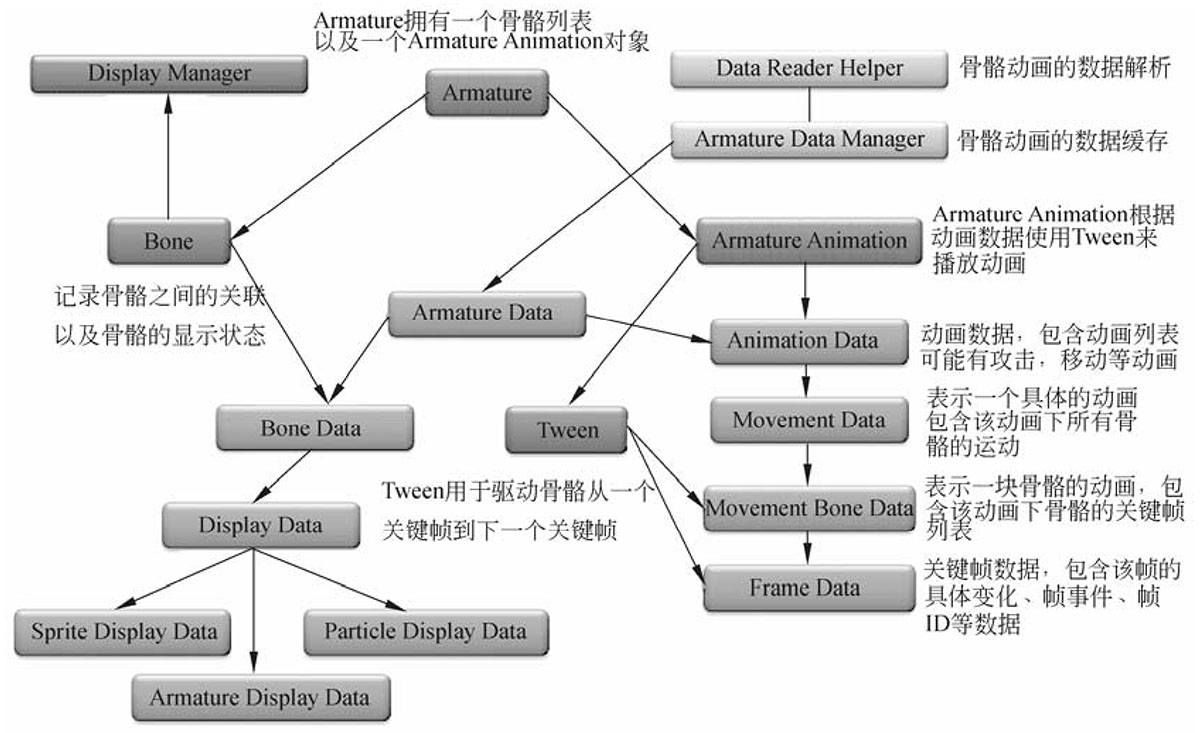 Armature拥有一个骨骼列表
以及一个Armature Animation对象
Display Manager
Armature
Data Reader Helper
骨骼动画的数据解析
Armature Data Manager
骨骼动画的数据缓存
Bone
记录骨骼之间的关联
以及骨骼的显示状态
Armature Animation
Armature Animation根据
动画数据使用Tween来
播放动画
Armature Data
Animation Data
动画数据，包含动画列表
可能有攻击，移动等动画
Bone Data
Tween
Movement Data
表示一个具体的动画
包含该动画下所有骨
骼的运动
Tween用于驱动骨骼从一个
关键帧到下一个关键帧
Movement Bone Data
表示一块骨骼的动画，包
含该动画下骨骼的关键帧
列表
Display Data
Frame Data
关键帧数据，包含该帧的
具体变化、帧事件、帧
ID等数据
Sprite Display Data
Particle Display Data
Armature Display Data